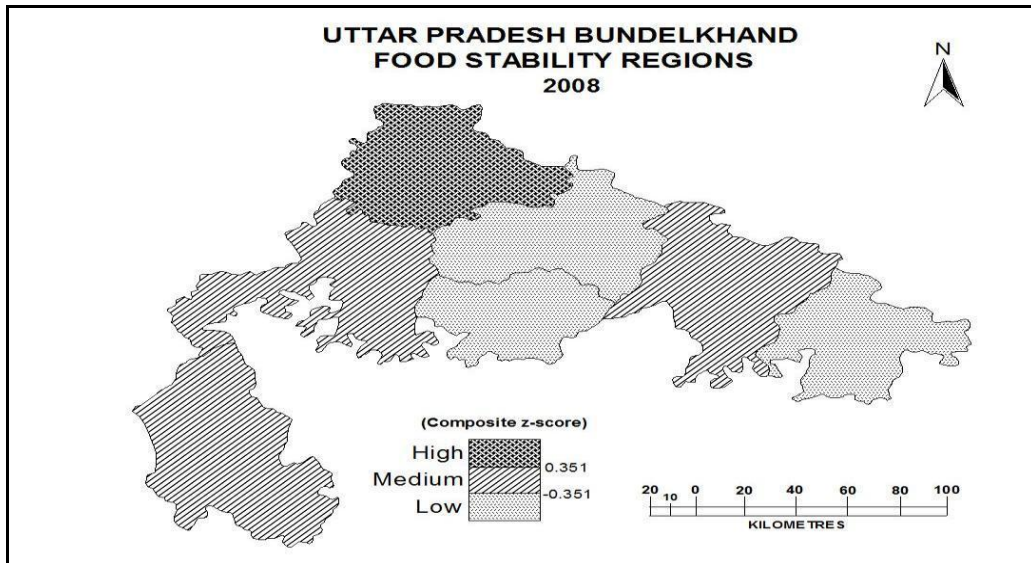 UTTAR PRADESH BUNDELKHAND
FOOD STABILITY REGIONS
2008
N
(Composite z-score)
High
0.351
Medium
-0.351
Low
20 10 0 20 40 60 80 100
KILOMETRES